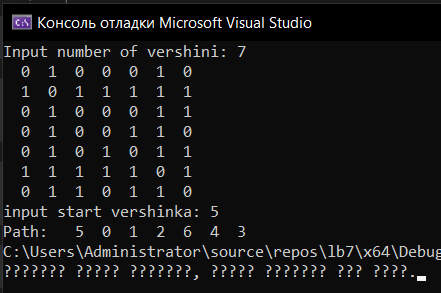 Консоль отладки Microsoft Visual Studio
Input number of vershini: 7
0 1 0 0 0 1 0
1 0 1 1 1 1 1
0 1 0 0 0 1 1
0 1 0 0 1 1 0
0 1 0 1 0 1 1
1 1 1 1 1 0 1
0 1 1 0 1 1 0
input start vershinka: 5
Path: 5 0 1 2 6 4 3
C:\Users\Administrator\source\repos\lb7\x64\Debug
??????? ????? ???????, ????? ??????? ??? ????.